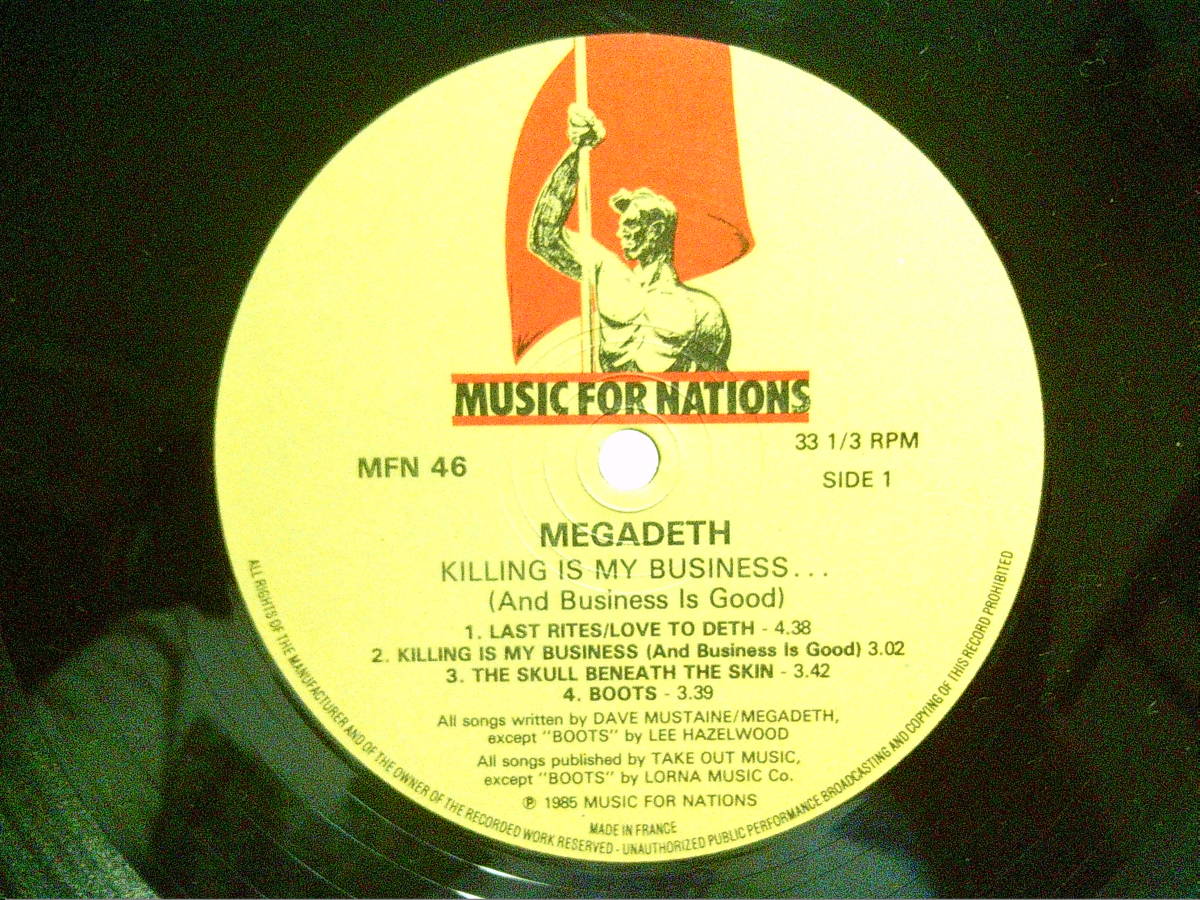 MUSIC FOR NATIONS
MFN 46
33 1/3 RPM
SIDE 1
MEGADETH
KILLING IS MY BUSINESS...
(And Business Is Good)
1. LAST RITES/LOVE TO DETH - 4.38
2. KILLING IS MY BUSINESS (And Business Is Good) 3.02
3. THE SKULL BENEATH THE SKIN - 3.42
4. BOOTS - 3.39
All songs written by DAVE MUSTAINE/MEGADETH,
except "BOOTS" by LEE HAZELWOOD
All songs published by TAKE OUT MUSIC,
except "BOOTS" by LORNA MUSIC Co.
℗ 1985 MUSIC FOR NATIONS
MADE IN FRANCE
ALL RIGHTS OF THE MANUFACTURER AND OF THE OWNER OF THE RECORDED WORK RESERVED - UNAUTHORIZED PUBLIC PERFORMANCE BROADCASTING AND COPYING OF THIS RECORD PROHIBITED